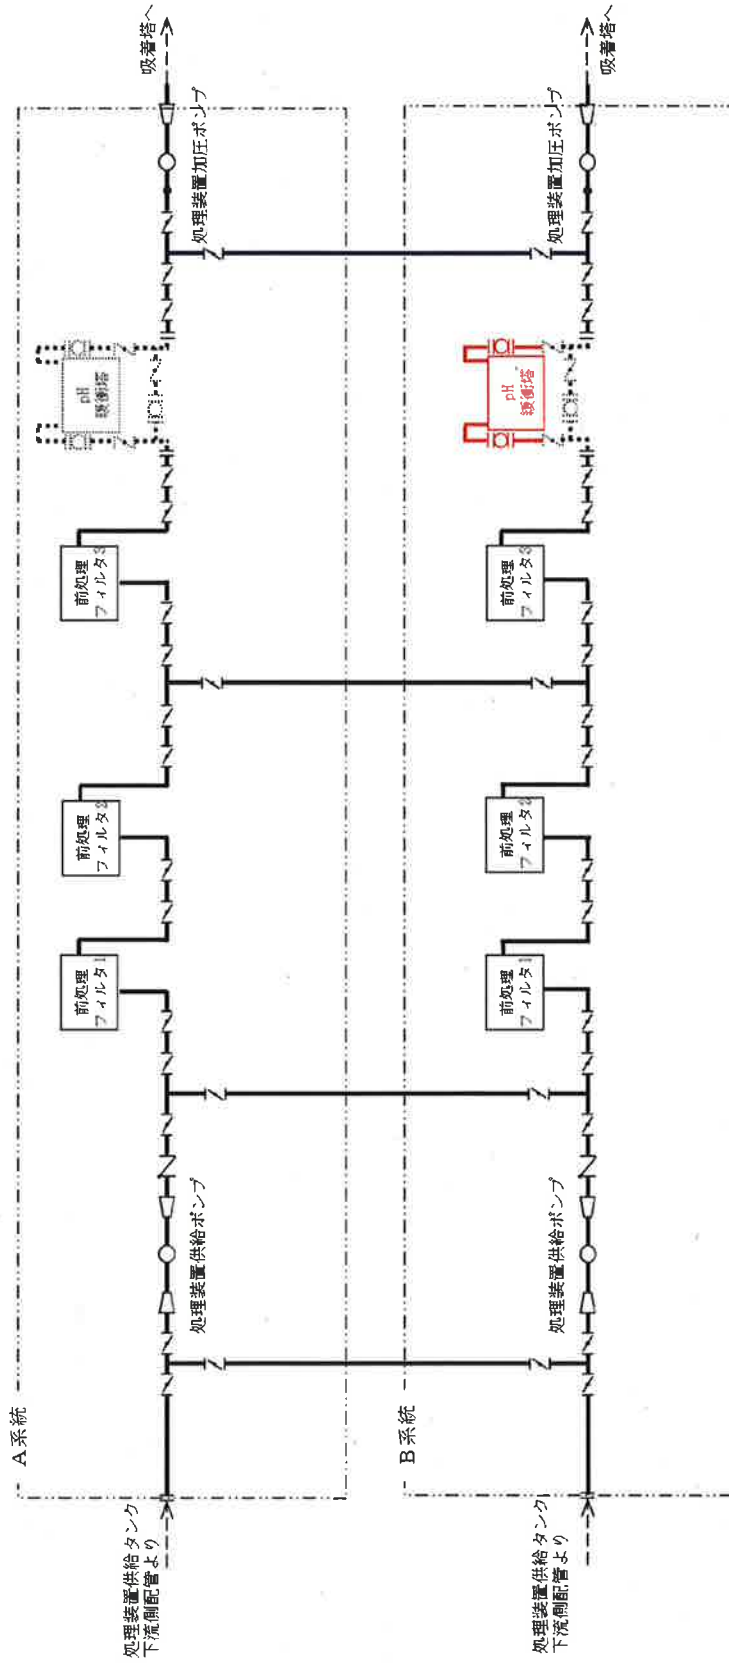 A系統
処理装置供給タンク
下流側配管より
処理装置供給ポンプ
前処理
フィルタ1
前処理
フィルタ2
前処理
フィルタ3
pH
緩衝塔
処理装置加圧ポンプ
吸着塔へ
B系統
処理装置供給タンク
下流側配管より
処理装置供給ポンプ
前処理
フィルタ1
前処理
フィルタ2
前処理
フィルタ3
pH
緩衝塔
処理装置加圧ポンプ
吸着塔へ